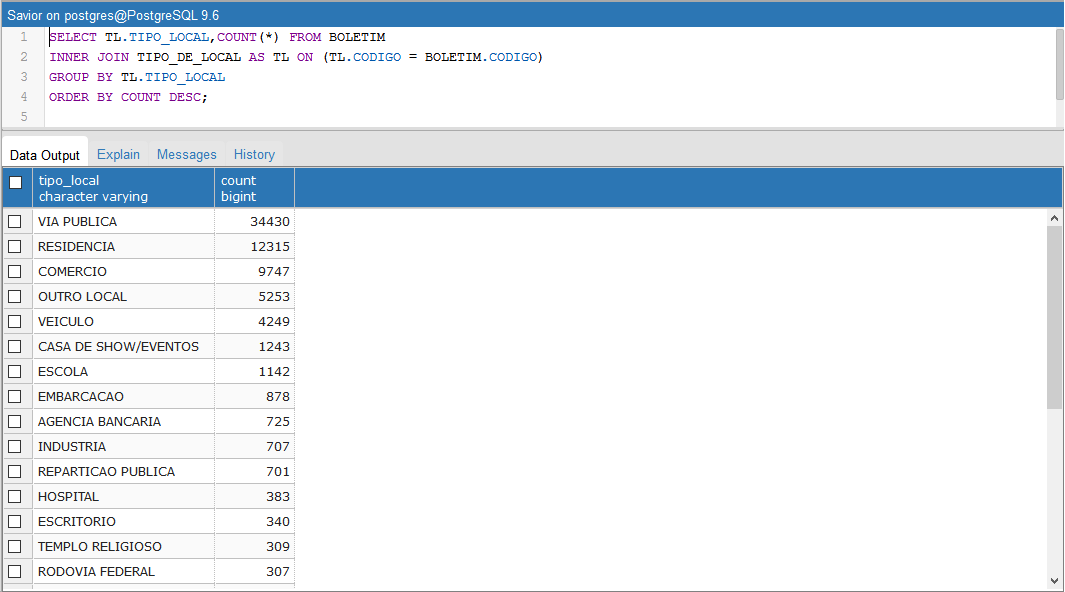 Savior on postgres@PostgreSQL 9.6
1 SELECT TL.TIPO_LOCAL,COUNT(*) FROM BOLETIM
2 INNER JOIN TIPO_DE_LOCAL AS TL ON (TL.CODIGO = BOLETIM.CODIGO)
3 GROUP BY TL.TIPO_LOCAL
4 ORDER BY COUNT DESC;
5
Data Output Explain Messages History
tipo_local count
character varying bigint
VIA PUBLICA 34430
RESIDENCIA 12315
COMERCIO 9747
OUTRO LOCAL 5253
VEICULO 4249
CASA DE SHOW/EVENTOS 1243
ESCOLA 1142
EMBARCACAO 878
AGENCIA BANCARIA 725
INDUSTRIA 707
REPARTICAO PUBLICA 701
HOSPITAL 383
ESCRITORIO 340
TEMPLO RELIGIOSO 309
RODOVIA FEDERAL 307